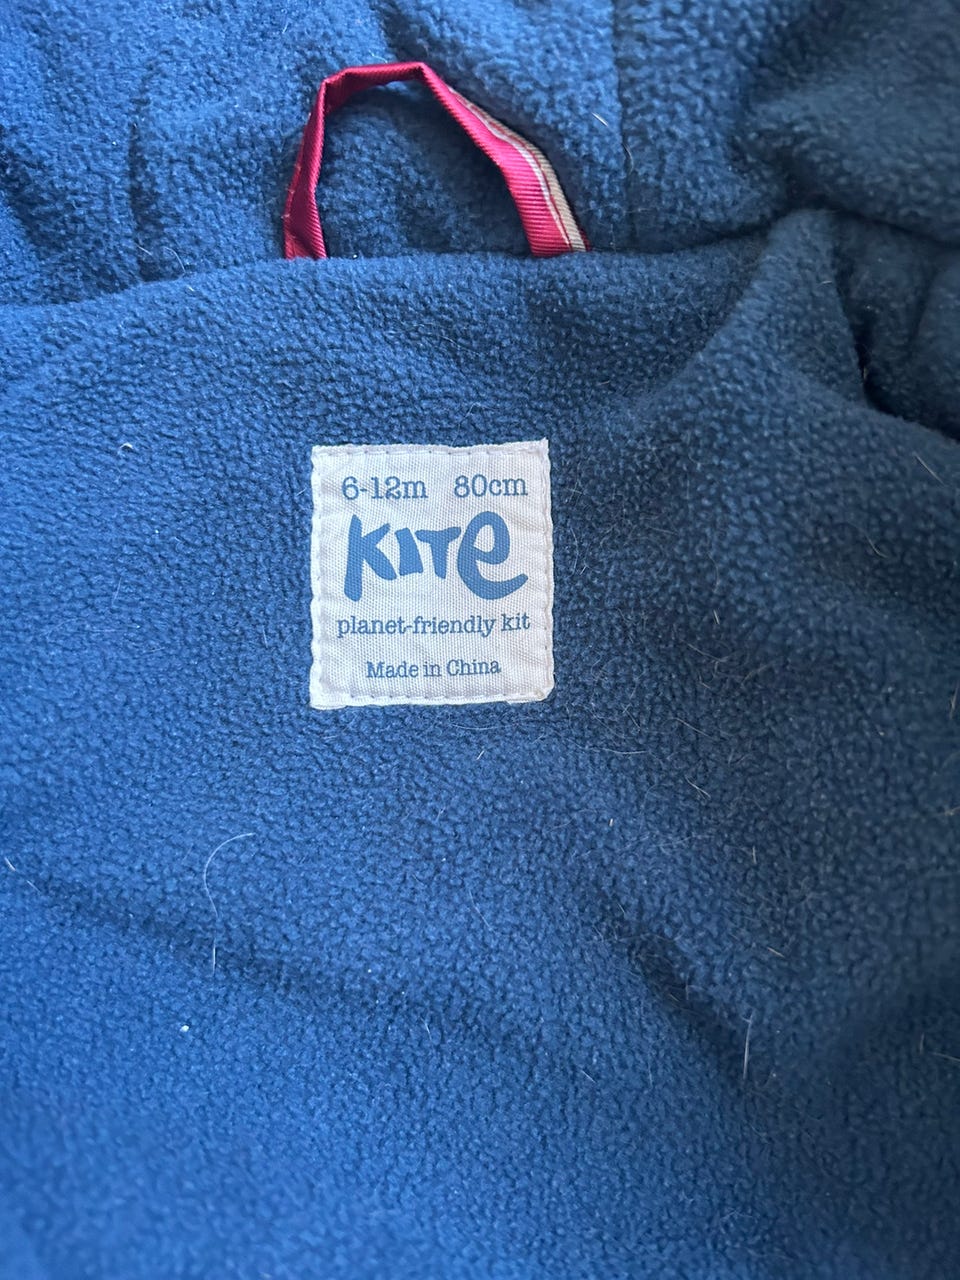 6-12m 80cm
KITe
planet-friendly kit
Made in China